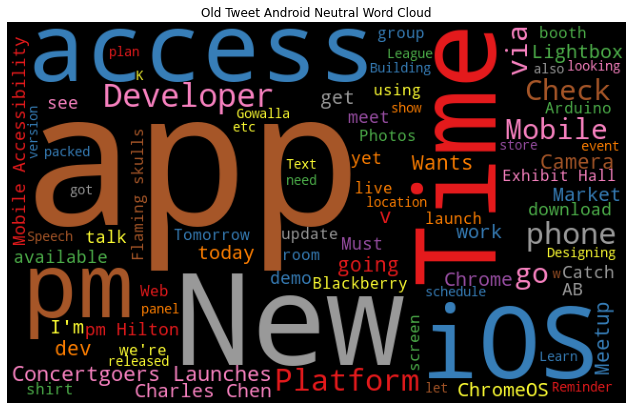 Old Tweet Android Neutral Word Cloud
access
plan
K
group
League
Building
Time
via
booth
Lightbox
also
looking
Mobile Accessibility
see
Developer
Gowalla
etc
get
using
meet
show
Photos
Check
Arduino
Mobile
store
event
version
packed
got
app
Flaming skulls
Text
need
yet
Wants
Camera
Exhibit Hall
live
location
V
launch
Market
download
Designing
Speech
talk
available
Tomorrow
today
update
room
demo
Must
going
work
phone
Chrome
go
Catch
w
AB
pm
Web
panel
New
Blackberry
schedule
iOS
Meetup
I'm
pm Hilton
dev
we're
released
screen
Learn
Concertgoers Launches
Platform
shirt
Charles Chen
let
ChromeOS
Reminder